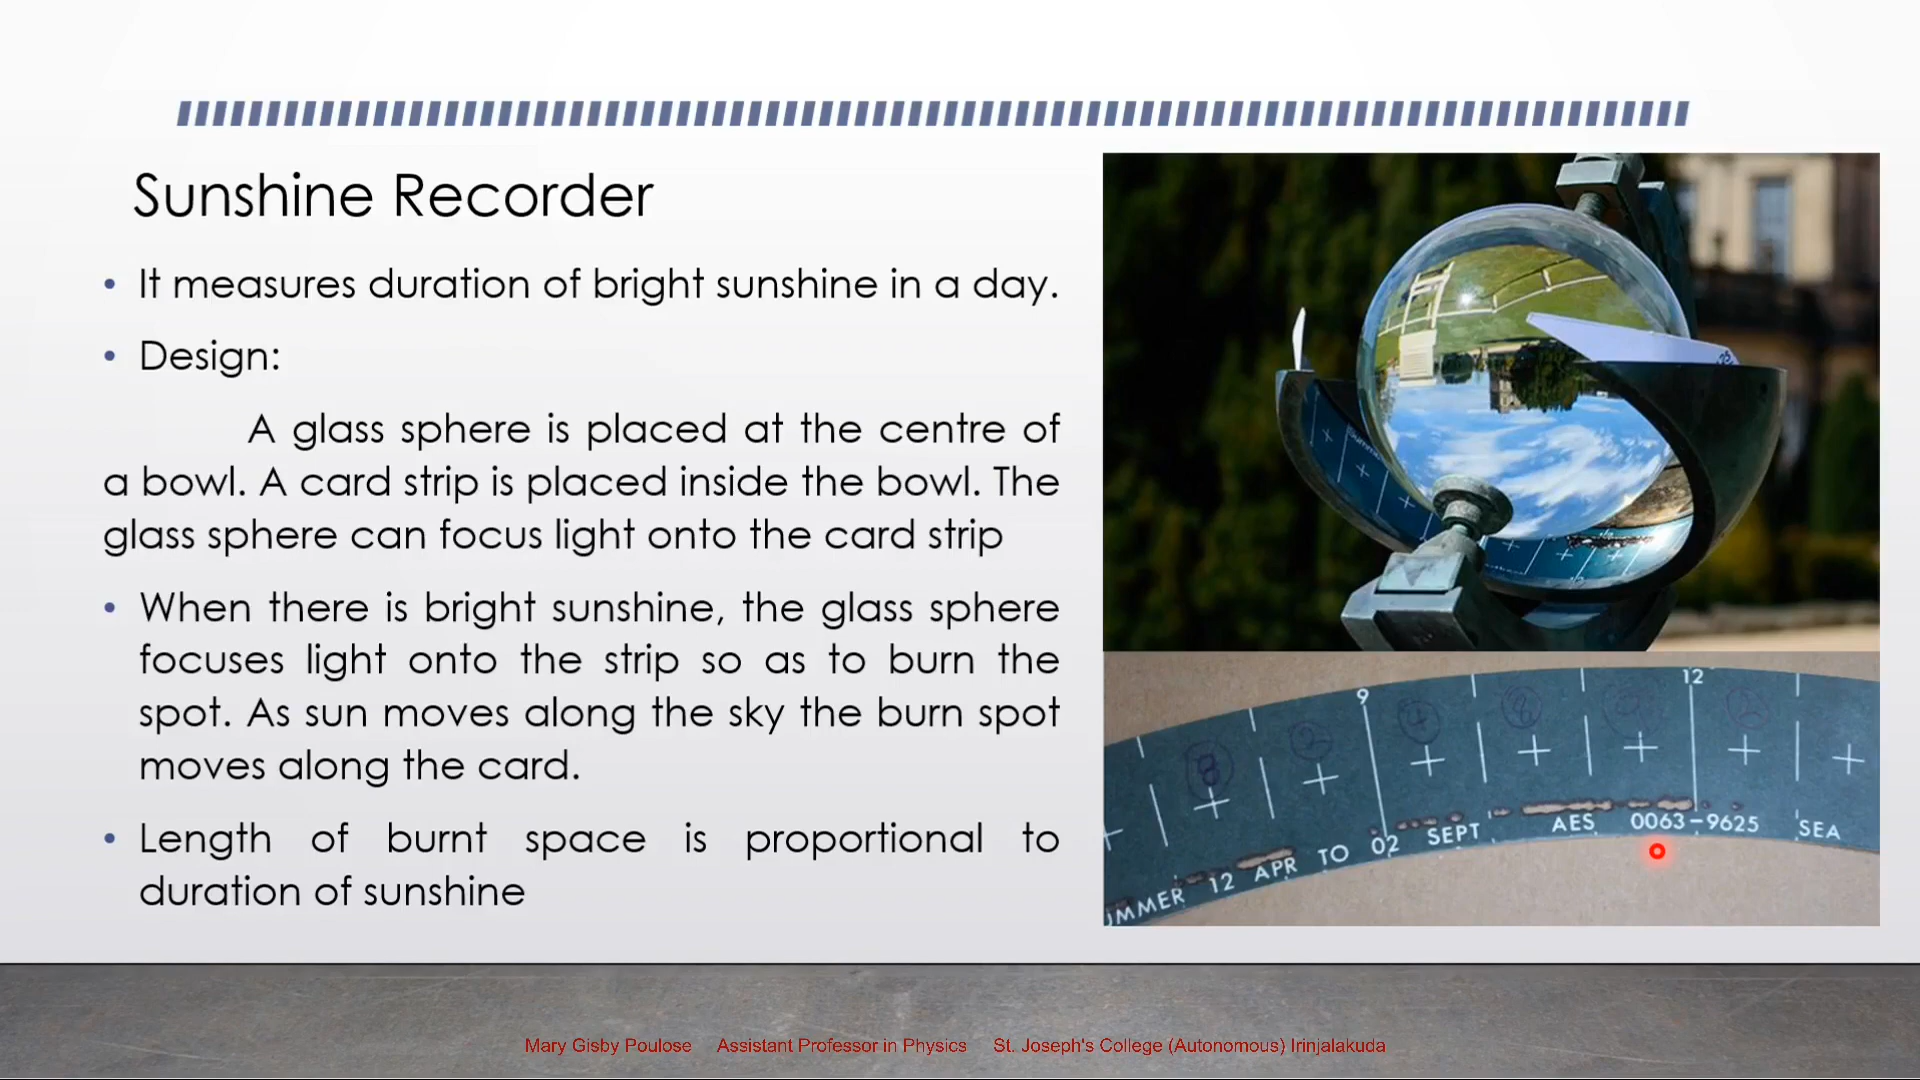 Sunshine Recorder
• It measures duration of bright sunshine in a day.
• Design:
A glass sphere is placed at the centre of
a bowl. A card strip is placed inside the bowl. The
glass sphere can focus light onto the card strip
• When there is bright sunshine, the glass sphere
focuses light onto the strip so as to burn the
spot. As sun moves along the sky the burn spot
moves along the card.
• Length of burnt space is proportional to
duration of sunshine
9
12
UMMER 12 APR TO 02 SEPT AES 0063-9625 SEA
Mary Gisby Poulose Assistant Professor in Physics St. Joseph's College (Autonomous) Irinjalakuda